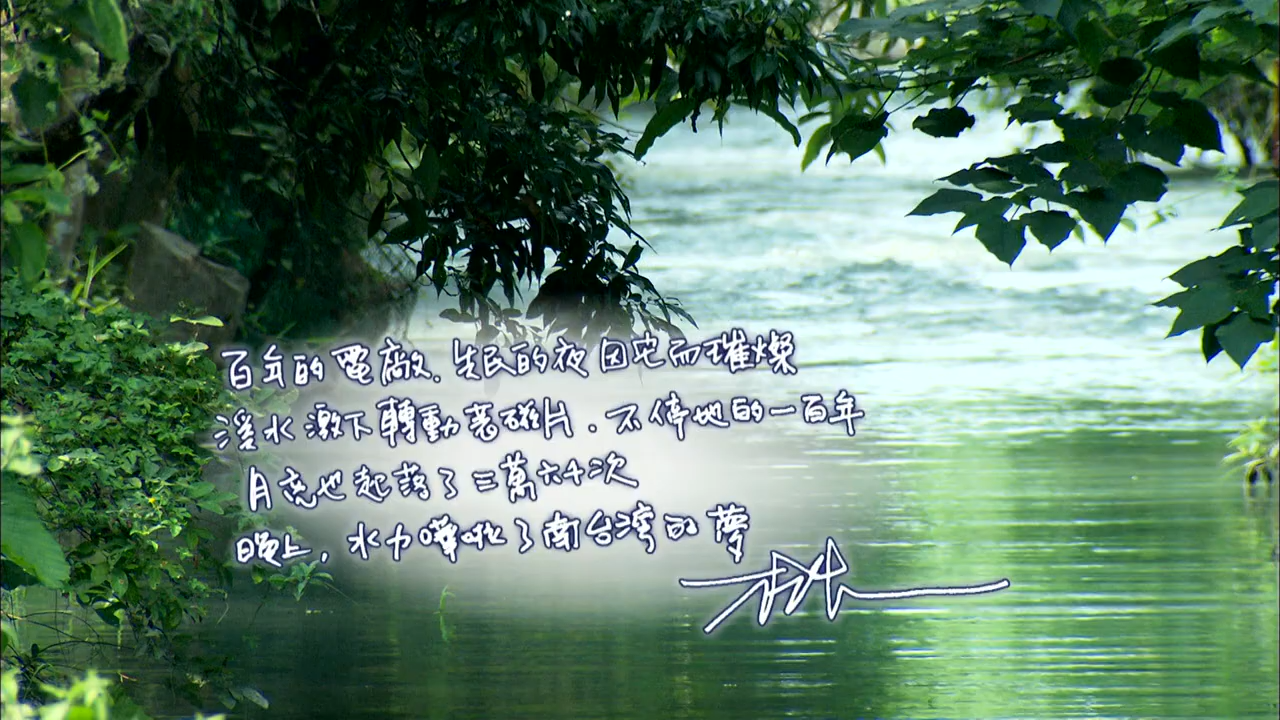 百年的電廠.先民的夜因它而璀燦
溪水激下轉動著磁片.不停地的一百年
月亮也起落了三萬六千次
晚上,水力嘩啦了南台灣的夢